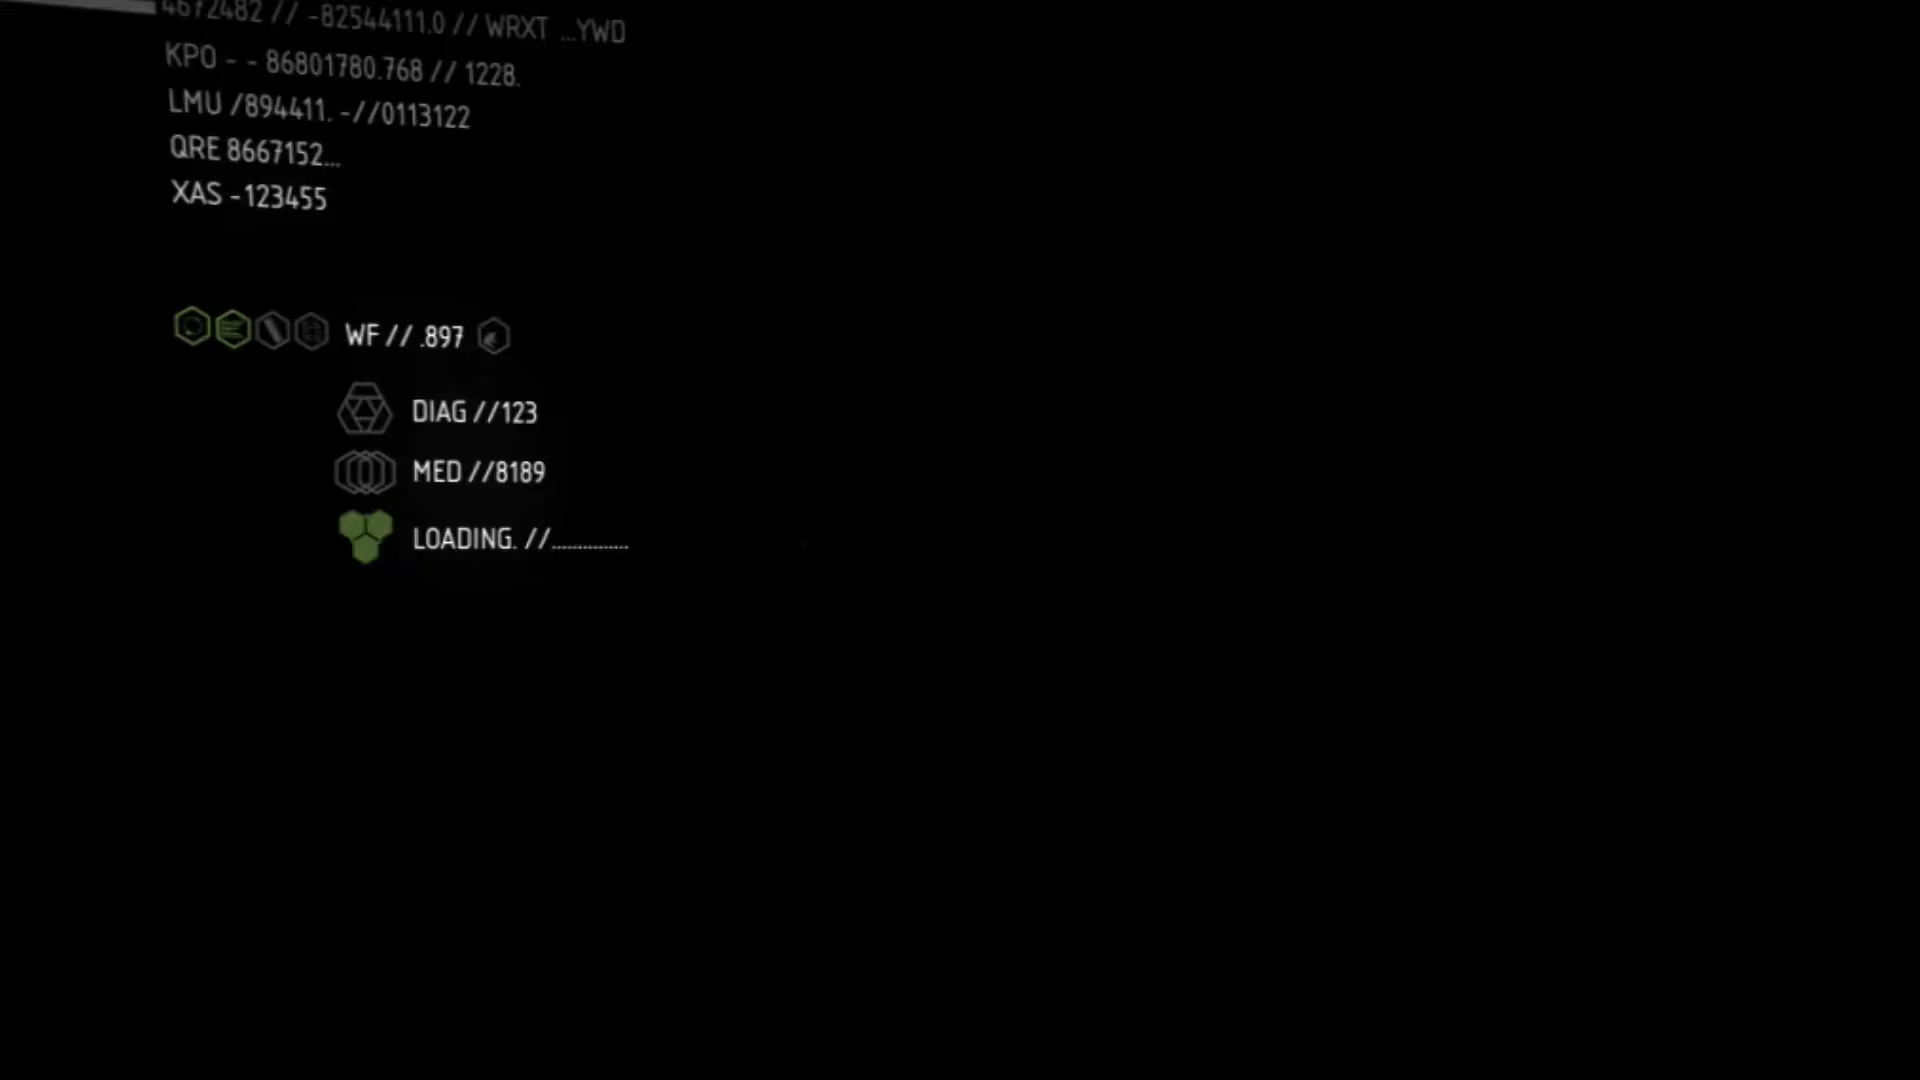 4672482 // -82544111.0 // WRXT ...YWD
KPO - - 86801780.768 // 1228.
LMU /894411. -//0113122
QRE 8667152...
XAS -123455
WF // .897
DIAG //123
MED //8189
LOADING. //................